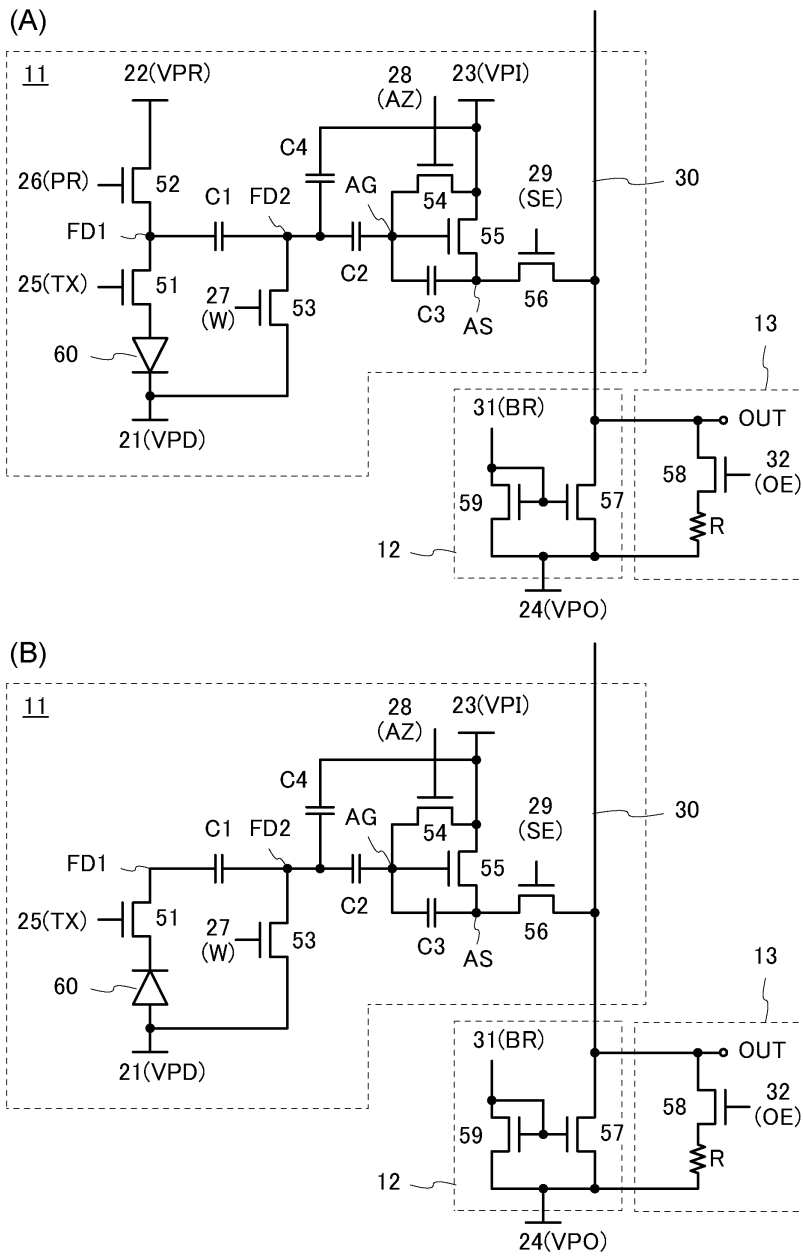 (A)
11
22(VPR)
28
(AZ)
23(VPI)
C4
26(PR)
52
C1
FD2
AG
54
29
(SE)
30
FD1
55
25(TX)
51
27
(W)
53
C2
C3
AS
56
60
13
21(VPD)
31(BR)
OUT
59
57
58
32
(OE)
R
12
24(VPO)
(B)
11
28
(AZ)
23(VPI)
C4
C1
FD2
AG
54
29
(SE)
30
FD1
55
25(TX)
51
27
(W)
53
C2
C3
AS
56
60
13
21(VPD)
31(BR)
OUT
59
57
58
32
(OE)
R
12
24(VPO)